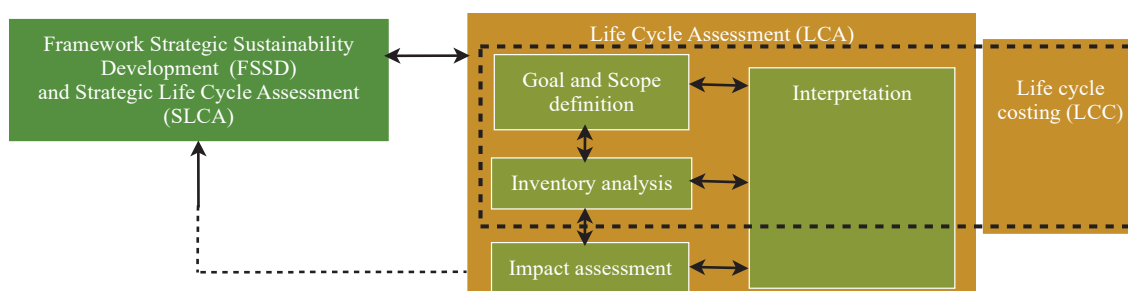 Framework Strategic Sustainability
Development (FSSD)
and Strategic Life Cycle Assessment
(SLCA)
Life Cycle Assessment (LCA)
Goal and Scope
definition
Interpretation
Life cycle
costing (LCC)
Inventory analysis
Impact assessment